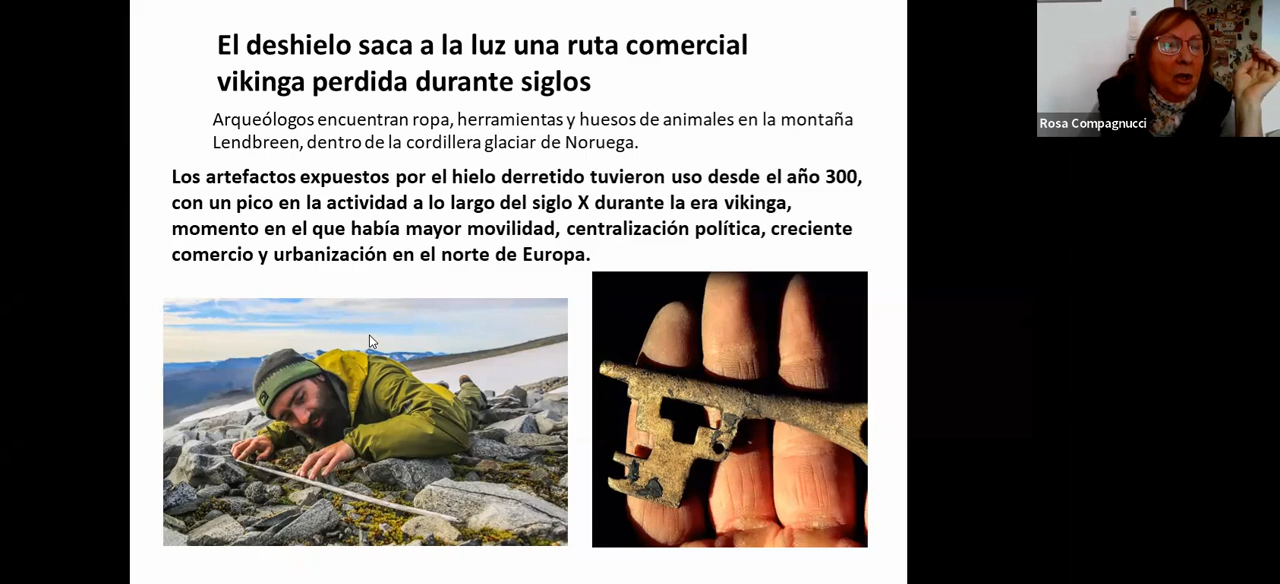 El deshielo saca a la luz una ruta comercial
vikinga perdida durante siglos
Arqueólogos encuentran ropa, herramientas y huesos de animales en la montaña
Lendbreen, dentro de la cordillera glaciar de Noruega.
Los artefactos expuestos por el hielo derretido tuvieron uso desde el año 300,
con un pico en la actividad a lo largo del siglo X durante la era vikinga,
momento en el que había mayor movilidad, centralización política, creciente
comercio y urbanización en el norte de Europa.
Rosa Compagnucci